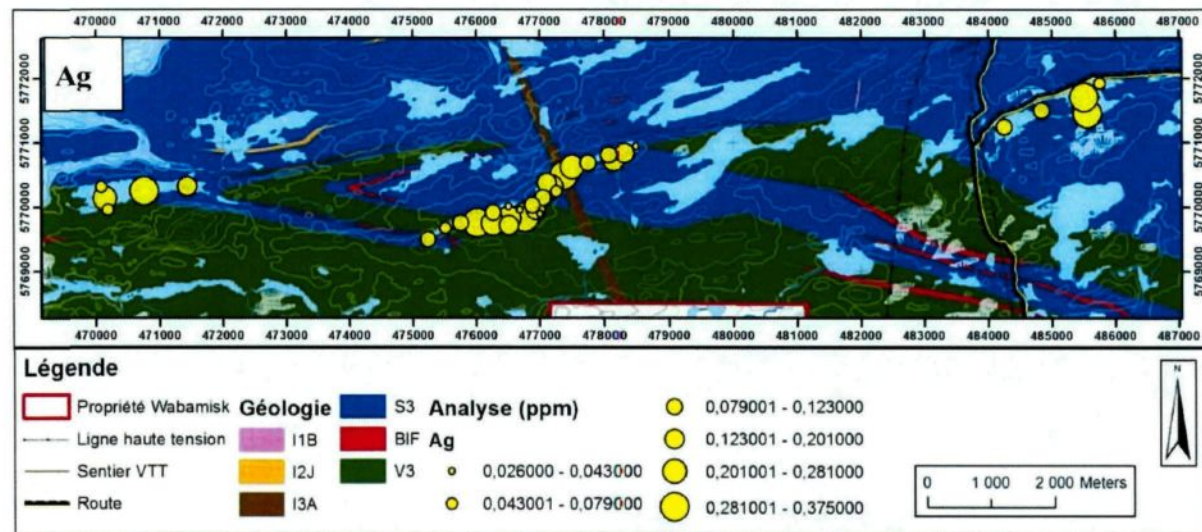 470000 471000 472000 473000 474000 475000 476000 477000 478000 479000 480000 481000 482000 483000 484000 485000 486000 487000
Ag
5772000 5772000
5771000 5771000
5770000 5770000
5769000 5769000
470000 471000 472000 473000 474000 475000 476000 477000 478000 479000 480000 481000 482000 483000 484000 485000 486000 487000
Légende
Propriété Wabamisk
Ligne haute tension
Sentier VTT
Route
Géologie
I1B
I2J
I3A
S3
BIF
V3
Analyse (ppm)
Ag
0,026000 - 0,043000
0,043001 - 0,079000
0,079001 - 0,123000
0,123001 - 0,201000
0,201001 - 0,281000
0,281001 - 0,375000
N
0 1 000 2 000 Meters